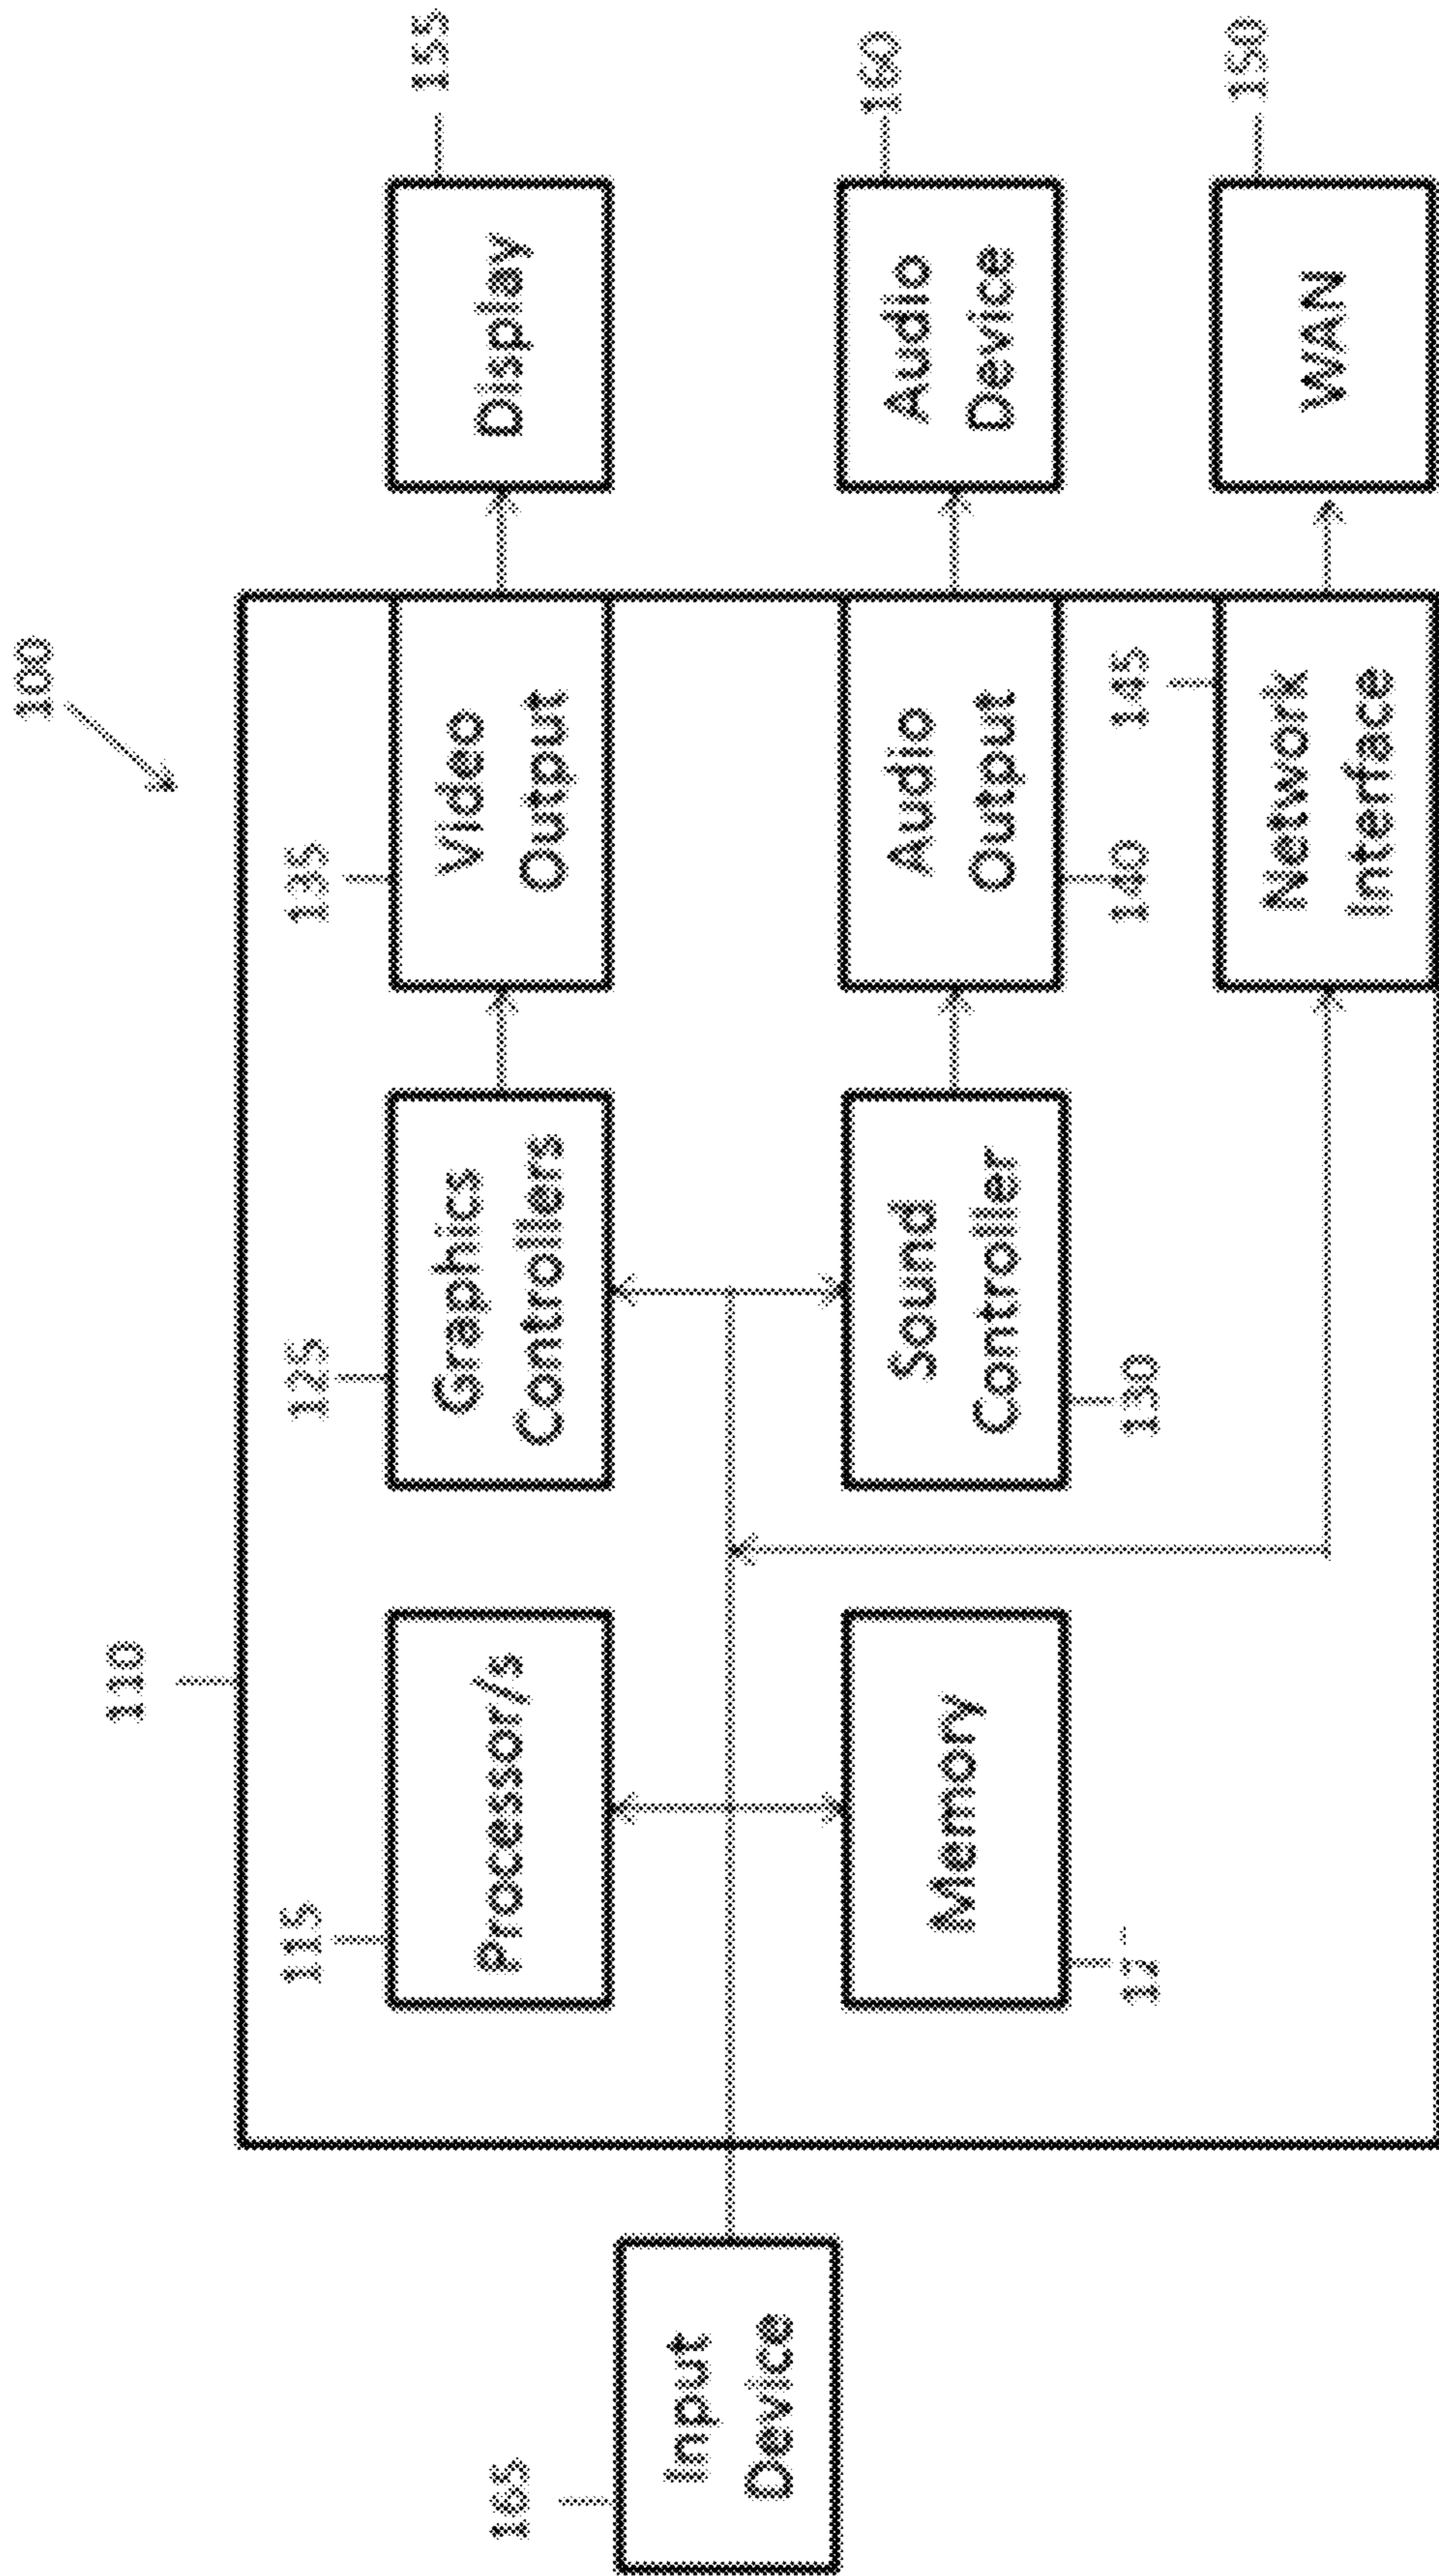 100
110
115
125
135
155
Processor/s
Graphics
Controllers
Video
Output
Display
165
Input
Device
160
Memory
Sound
Controller
Audio
Output
Audio
Device
130
140
145
150
Network
Interface
WAN